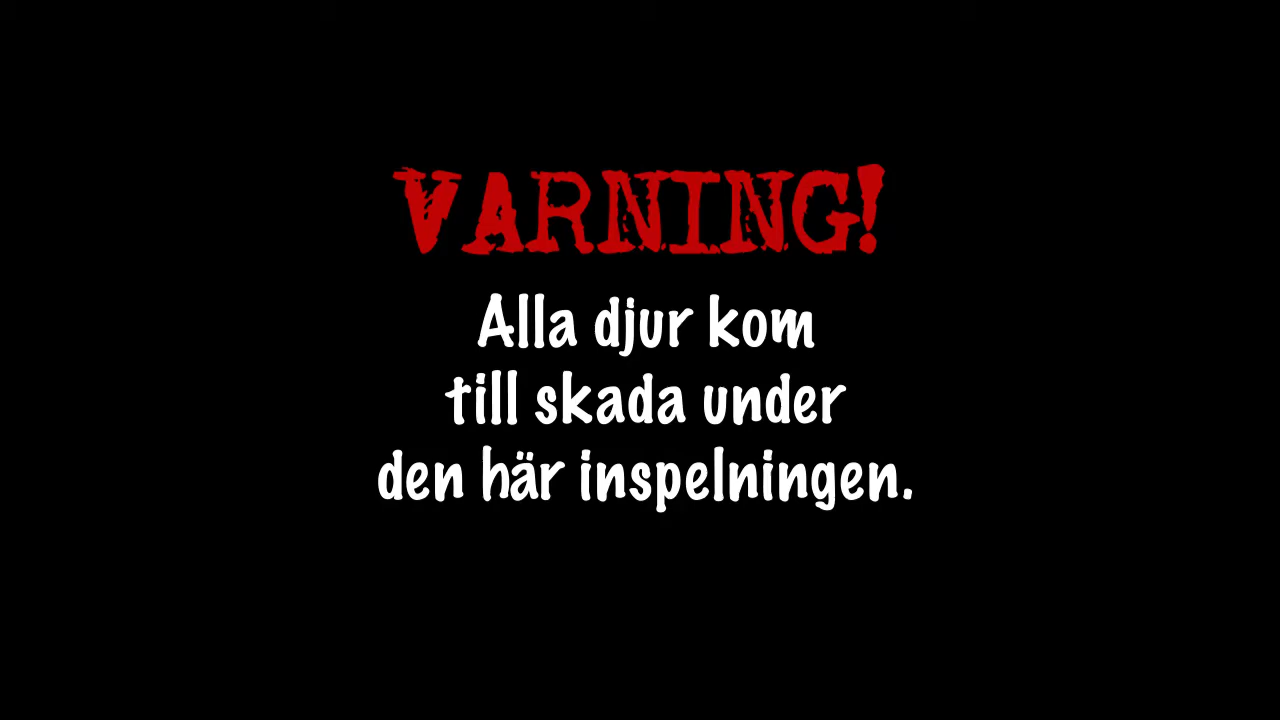 VARNING!
Alla djur kom
till skada under
den här inspelningen.